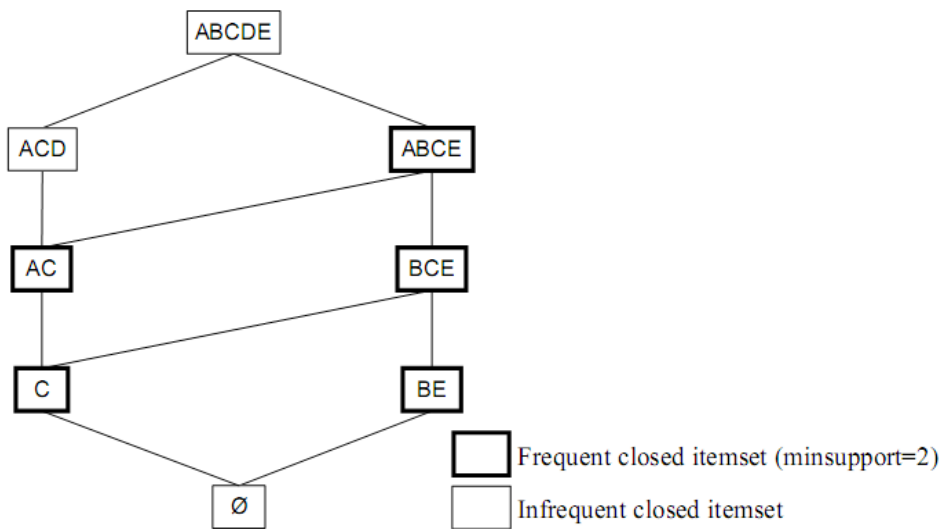 ABCDE
ACD
ABCE
AC
BCE
C
BE
Ø
Frequent closed itemset (minsupport=2)
Infrequent closed itemset